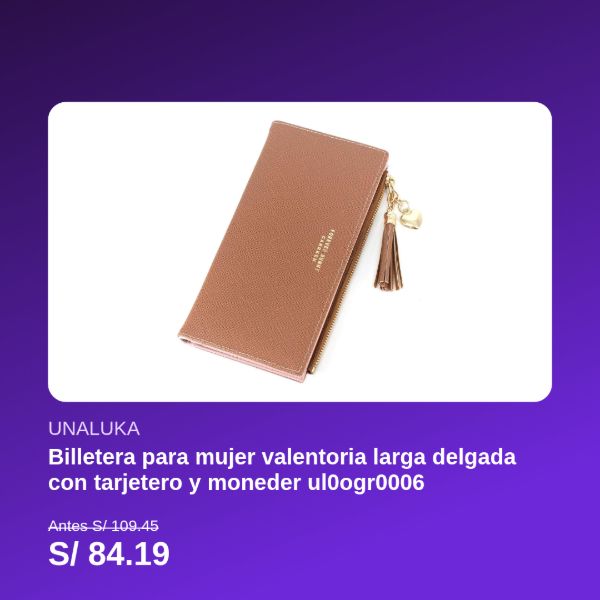 UNALUKA
Billetera para mujer valentoria larga delgada
con tarjetero y moneder ul0ogr0006
Antes S/ 109.45
S/ 84.19